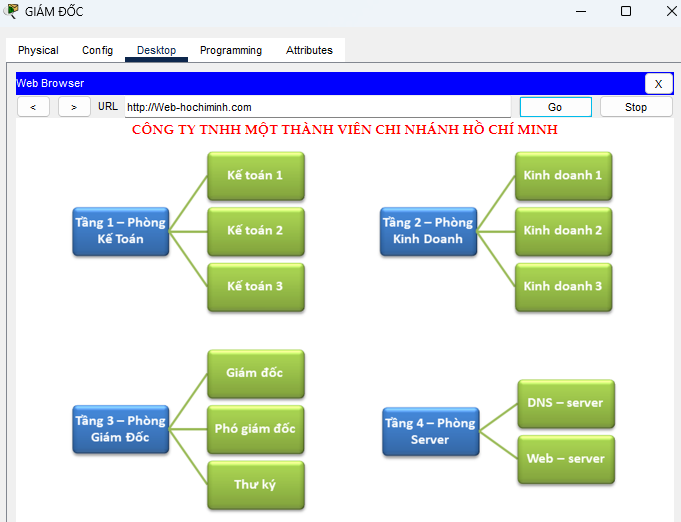 GIÁM ĐỐC
Physical Config Desktop Programming Attributes
Web Browser X
< > URL http://Web-hochiminh.com Go Stop
CÔNG TY TNHH MỘT THÀNH VIÊN CHI NHÁNH HỒ CHÍ MINH
Tầng 1 – Phòng
Kế Toán
Kế toán 1
Kế toán 2
Kế toán 3
Tầng 2 – Phòng
Kinh Doanh
Kinh doanh 1
Kinh doanh 2
Kinh doanh 3
Tầng 3 – Phòng
Giám Đốc
Giám đốc
Phó giám đốc
Thư ký
Tầng 4 – Phòng
Server
DNS – server
Web – server